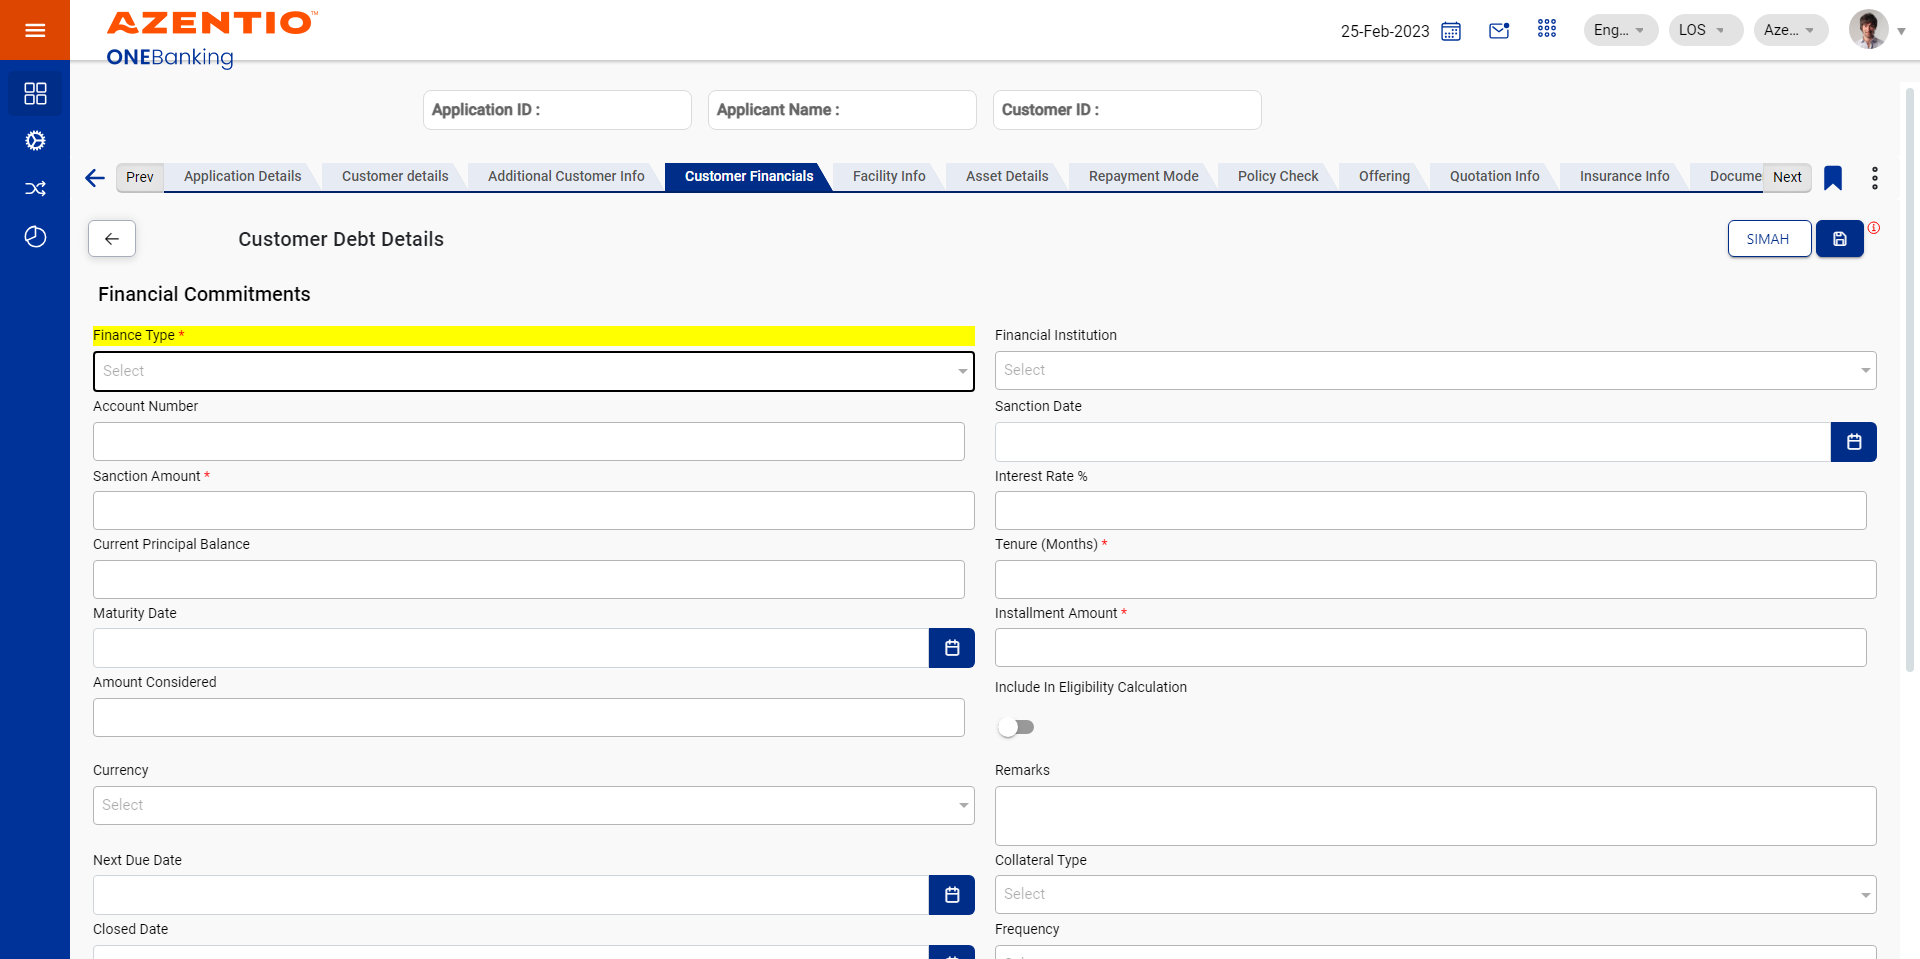 AZENTIO™
ONEBanking
25-Feb-2023
Eng...
LOS
Aze...
Application ID :
Applicant Name :
Customer ID :
Prev
Application Details
Customer details
Additional Customer Info
Customer Financials
Facility Info
Asset Details
Repayment Mode
Policy Check
Offering
Quotation Info
Insurance Info
Docume
Next
Customer Debt Details
SIMAH
Financial Commitments
Finance Type *
Financial Institution
Select
Select
Account Number
Sanction Date
Sanction Amount *
Interest Rate %
Current Principal Balance
Tenure (Months) *
Maturity Date
Installment Amount *
Amount Considered
Include In Eligibility Calculation
Currency
Remarks
Select
Next Due Date
Collateral Type
Select
Closed Date
Frequency